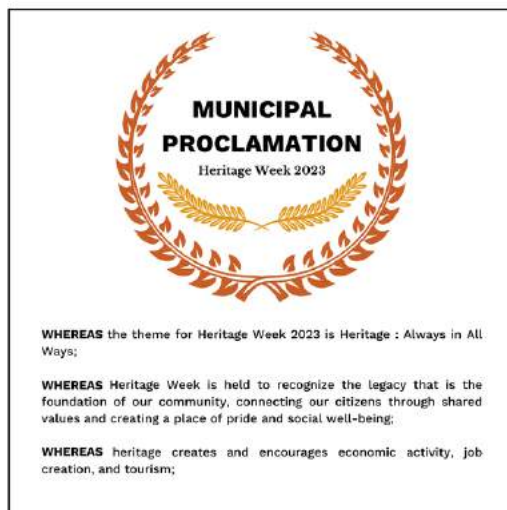 MUNICIPAL
PROCLAMATION
Heritage Week 2023
WHEREAS the theme for Heritage Week 2023 is Heritage : Always in All
Ways;
WHEREAS Heritage Week is held to recognize the legacy that is the
foundation of our community, connecting our citizens through shared
values and creating a place of pride and social well-being;
WHEREAS heritage creates and encourages economic activity, job
creation, and tourism;